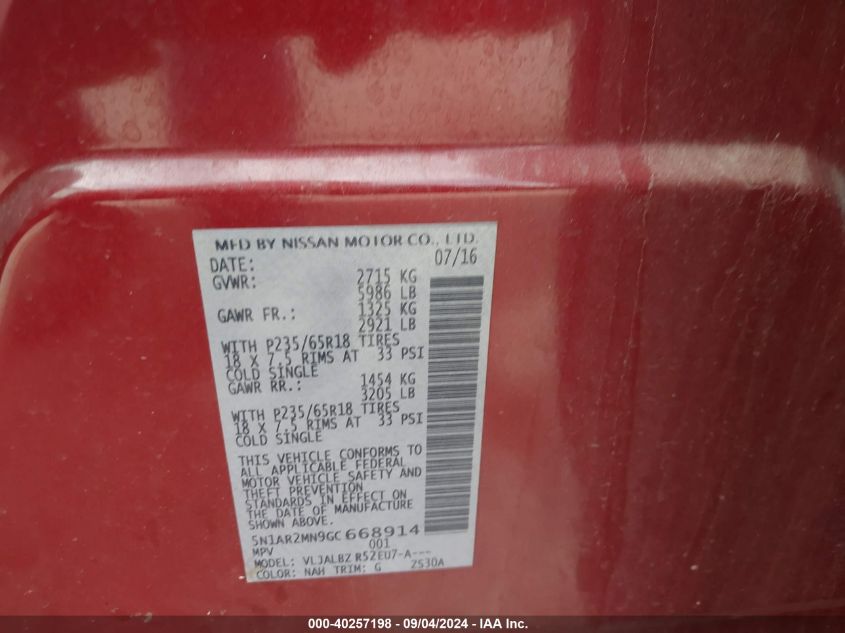 MFD BY NISSAN MOTOR CO., LTD.
DATE: 07/16
GVWR: 2715 KG
5986 LB
GAWR FR.: 1325 KG
2921 LB
WITH P235/65R18 TIRES
18 X 7.5 RIMS AT 33 PSI
COLD SINGLE
GAWR RR.: 1454 KG
3205 LB
WITH P235/65R18 TIRES
18 X 7.5 RIMS AT 33 PSI
COLD SINGLE
THIS VEHICLE CONFORMS TO
ALL APPLICABLE FEDERAL
MOTOR VEHICLE SAFETY AND
THEFT PREVENTION
STANDARDS IN EFFECT ON
THE DATE OF MANUFACTURE
SHOWN ABOVE.
5N1AR2MN9GC668914
MPV 001
MODEL: VLJALBZ R52EU7-A---
COLOR: NAH TRIM: G 2530A
000-40257198 - 09/04/2024 - IAA Inc.